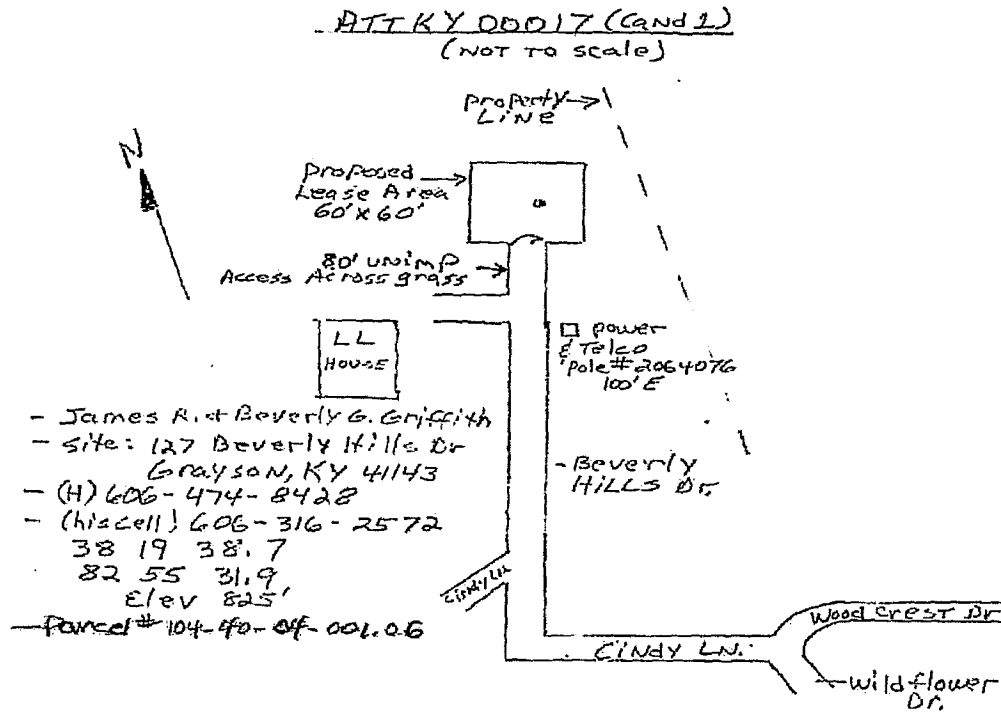 ATT KY 00017 (Cand 1)
(NOT TO scale)
property
LINE
N
proposed
Lease Area
60' x 60'
80' unimp
Access Across grass
LL
HOUSE
power
& Telco
Pole # 2064076
100' E
- James R. & Beverly G. Griffith
- site: 127 Beverly Hills Dr
Grayson, KY 41143
- (H) 606-474-8428
- (his cell) 606-316-2572
38 19 38.7
82 55 31.9
Elev 825'
- Parcel # 104-40-04-001.06
- Beverly
HILLS Dr.
Cindy Ln
CINDY LN.
Wood Crest Dr
Wildflower
Dr.